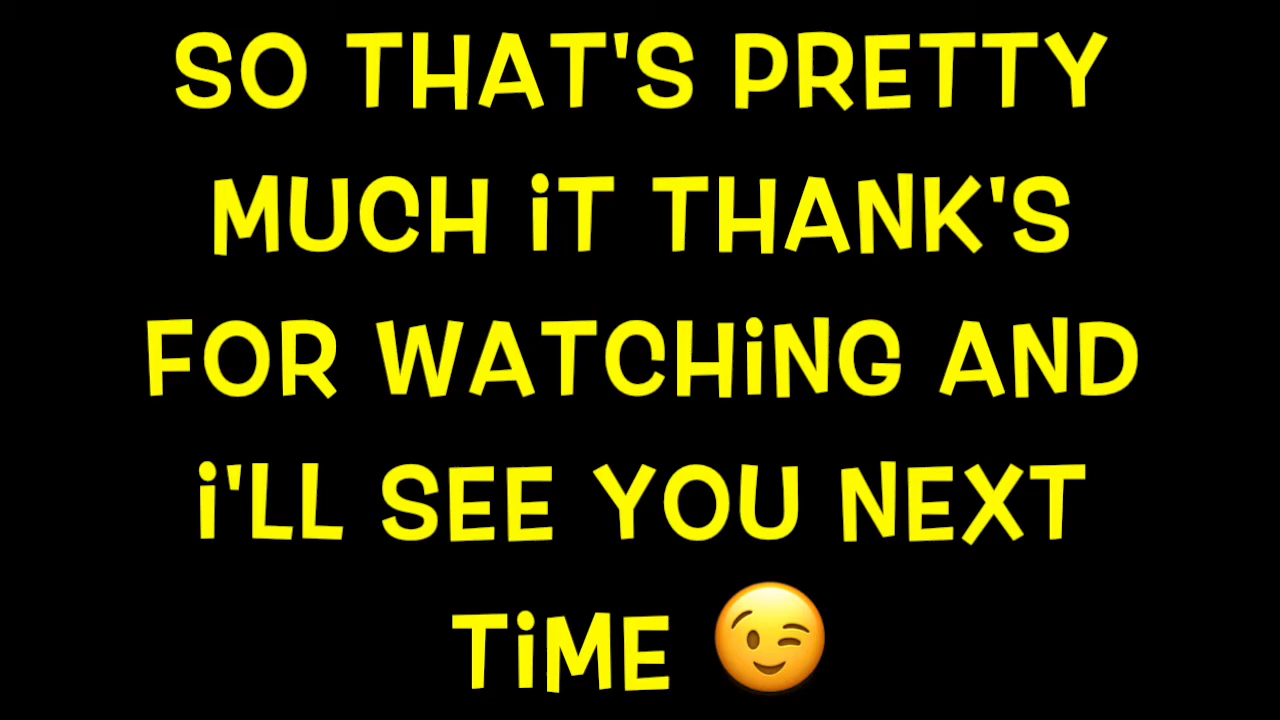 SO THAT'S PRETTY
MUCH iT THANK'S
FOR WATCHiNG AND
i'LL SEE YOU NEXT
TiME 😉